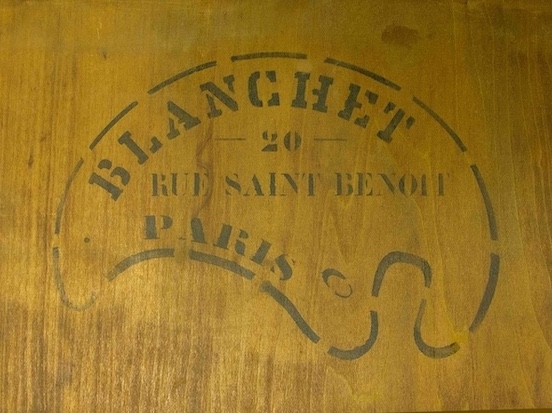 BLANCHET
20
RUE SAINT BENOIT
PARIS